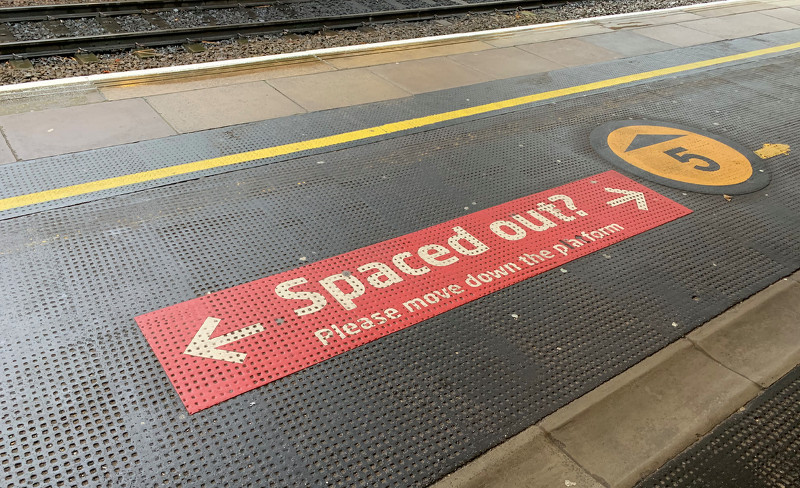 Spaced out?
Please move down the platform
5